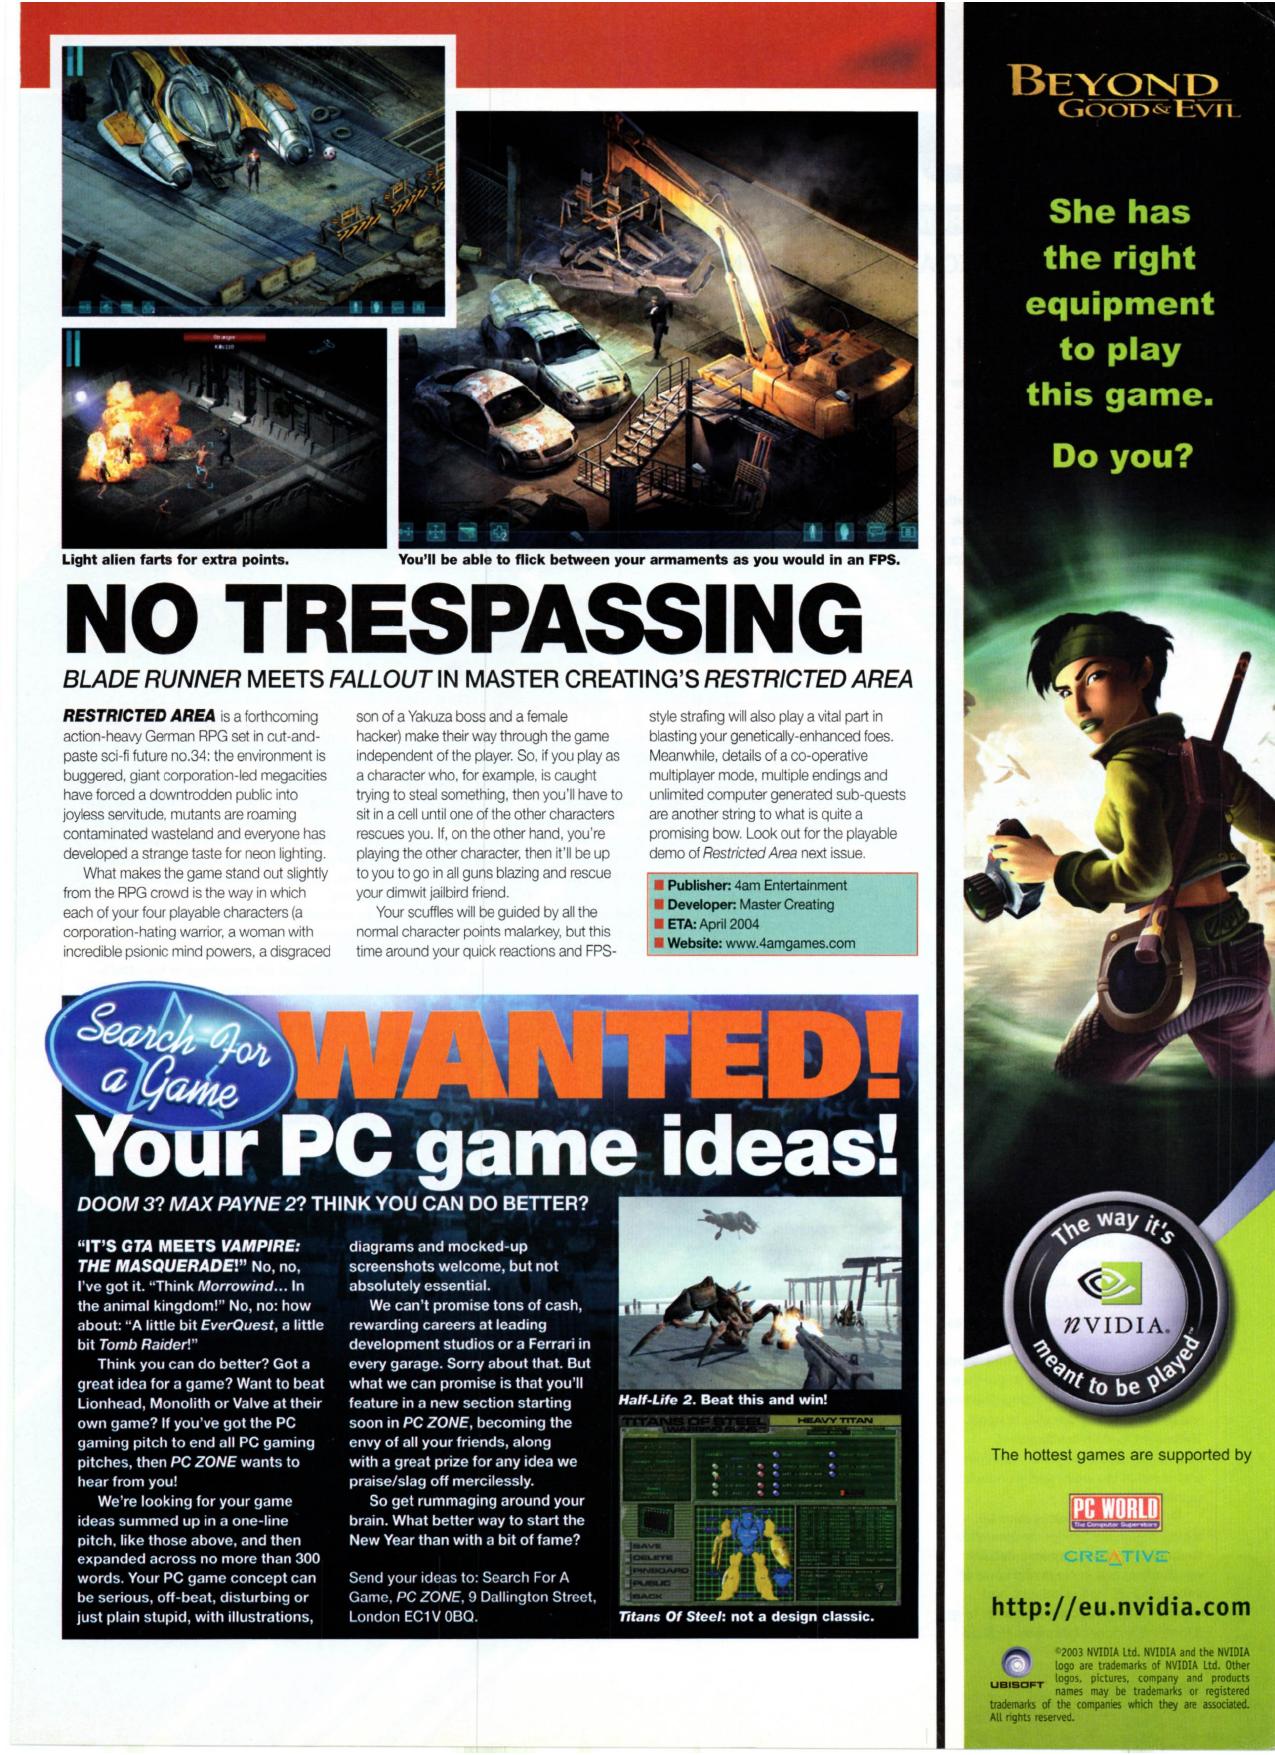 Stranger
Light alien farts for extra points.
You'll be able to flick between your armaments as you would in an FPS.
NO TRESPASSING
BLADE RUNNER MEETS FALLOUT IN MASTER CREATING'S RESTRICTED AREA
RESTRICTED AREA is a forthcoming
action-heavy German RPG set in cut-and-
paste sci-fi future no.34: the environment is
buggered, giant corporation-led megacities
have forced a downtrodden public into
joyless servitude, mutants are roaming
contaminated wasteland and everyone has
developed a strange taste for neon lighting.
What makes the game stand out slightly
from the RPG crowd is the way in which
each of your four playable characters (a
corporation-hating warrior, a woman with
incredible psionic mind powers, a disgraced
son of a Yakuza boss and a female
hacker) make their way through the game
independent of the player. So, if you play as
a character who, for example, is caught
trying to steal something, then you'll have to
sit in a cell until one of the other characters
rescues you. If, on the other hand, you're
playing the other character, then it'll be up
to you to go in all guns blazing and rescue
your dimwit jailbird friend.
Your scuffles will be guided by all the
normal character points malarkey, but this
time around your quick reactions and FPS-
style strafing will also play a vital part in
blasting your genetically-enhanced foes.
Meanwhile, details of a co-operative
multiplayer mode, multiple endings and
unlimited computer generated sub-quests
are another string to what is quite a
promising bow. Look out for the playable
demo of Restricted Area next issue.
Publisher: 4am Entertainment
Developer: Master Creating
ETA: April 2004
Website: www.4amgames.com
Search For
a Game
WANTED!
Your PC game ideas!
DOOM 3? MAX PAYNE 2? THINK YOU CAN DO BETTER?
"IT'S GTA MEETS VAMPIRE:
THE MASQUERADE!" No, no,
I've got it. "Think Morrowind... In
the animal kingdom!" No, no: how
about: "A little bit EverQuest, a little
bit Tomb Raider!"
Think you can do better? Got a
great idea for a game? Want to beat
Lionhead, Monolith or Valve at their
own game? If you've got the PC
gaming pitch to end all PC gaming
pitches, then PC ZONE wants to
hear from you!
We're looking for your game
ideas summed up in a one-line
pitch, like those above, and then
expanded across no more than 300
words. Your PC game concept can
be serious, off-beat, disturbing or
just plain stupid, with illustrations,
diagrams and mocked-up
screenshots welcome, but not
absolutely essential.
We can't promise tons of cash,
rewarding careers at leading
development studios or a Ferrari in
every garage. Sorry about that. But
what we can promise is that you'll
feature in a new section starting
soon in PC ZONE, becoming the
envy of all your friends, along
with a great prize for any idea we
praise/slag off mercilessly.
So get rummaging around your
brain. What better way to start the
New Year than with a bit of fame?
Send your ideas to: Search For A
Game, PC ZONE, 9 Dallington Street,
London EC1V 0BQ.
Half-Life 2. Beat this and win!
TITANS OF STEEL
WARRING SUNS
HEAVY TITAN
SAVE
DELETE
PINBOARD
PUBLIC
BACK
Titans Of Steel: not a design classic.
BEYOND
GOOD & EVIL
She has
the right
equipment
to play
this game.
Do you?
The way it's
nVIDIA.
meant to be played™
The hottest games are supported by
PC WORLD
The Computer Superstore
CREATIVE
http://eu.nvidia.com
UBISOFT
©2003 NVIDIA Ltd. NVIDIA and the NVIDIA
logo are trademarks of NVIDIA Ltd. Other
logos, pictures, company and products
names may be trademarks or registered
trademarks of the companies which they are associated.
All rights reserved.